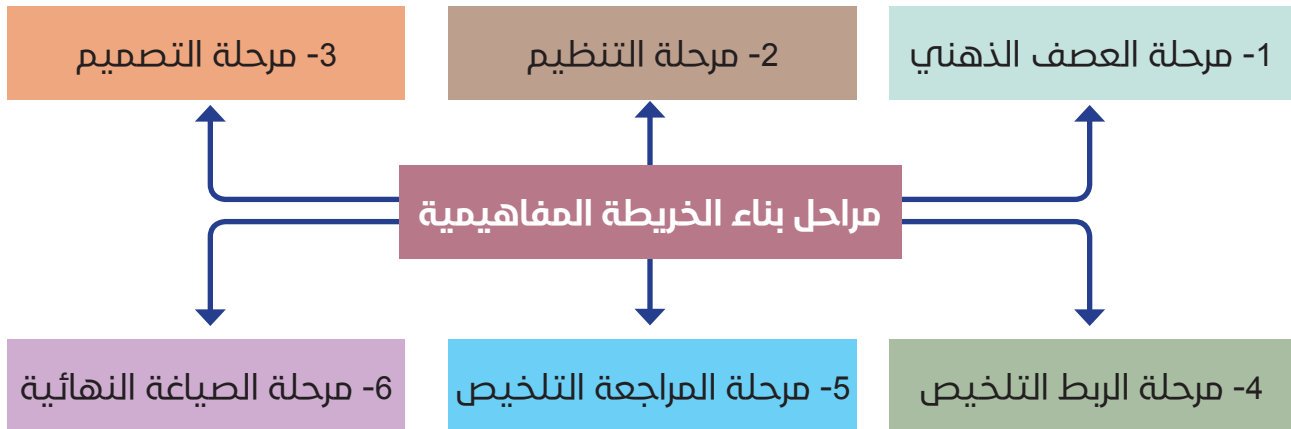 1- مرحلة العصف الذهني
2- مرحلة التنظيم
3- مرحلة التصميم
مراحل بناء الخريطة المفاهيمية
4- مرحلة الربط التلخيص
5- مرحلة المراجعة التلخيص
6- مرحلة الصياغة النهائية